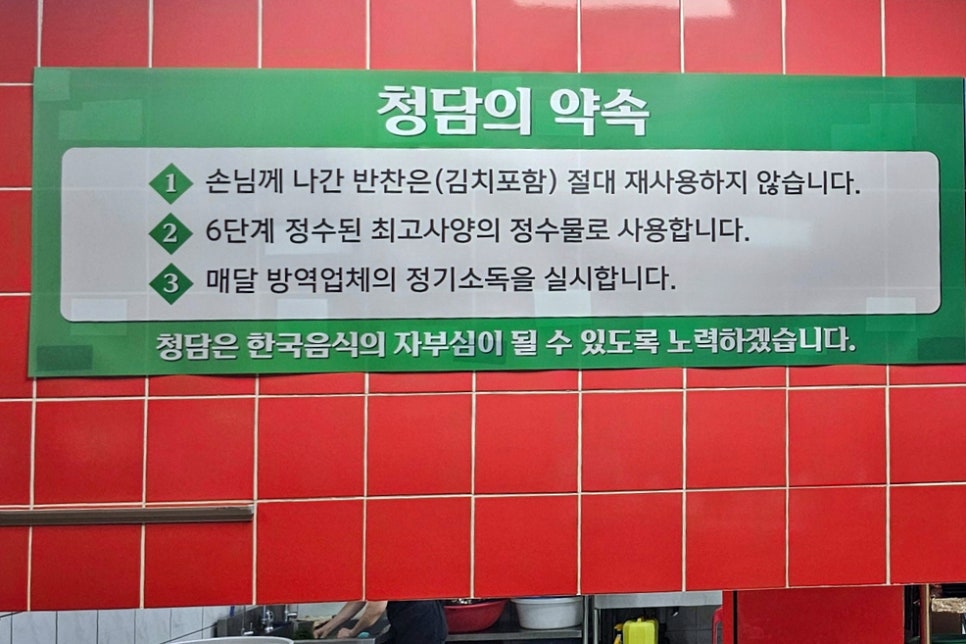 청담의 약속
1 손님께 나간 반찬은(김치포함) 절대 재사용하지 않습니다.
2 6단계 정수된 최고사양의 정수물로 사용합니다.
3 매달 방역업체의 정기소독을 실시합니다.
청담은 한국음식의 자부심이 될 수 있도록 노력하겠습니다.